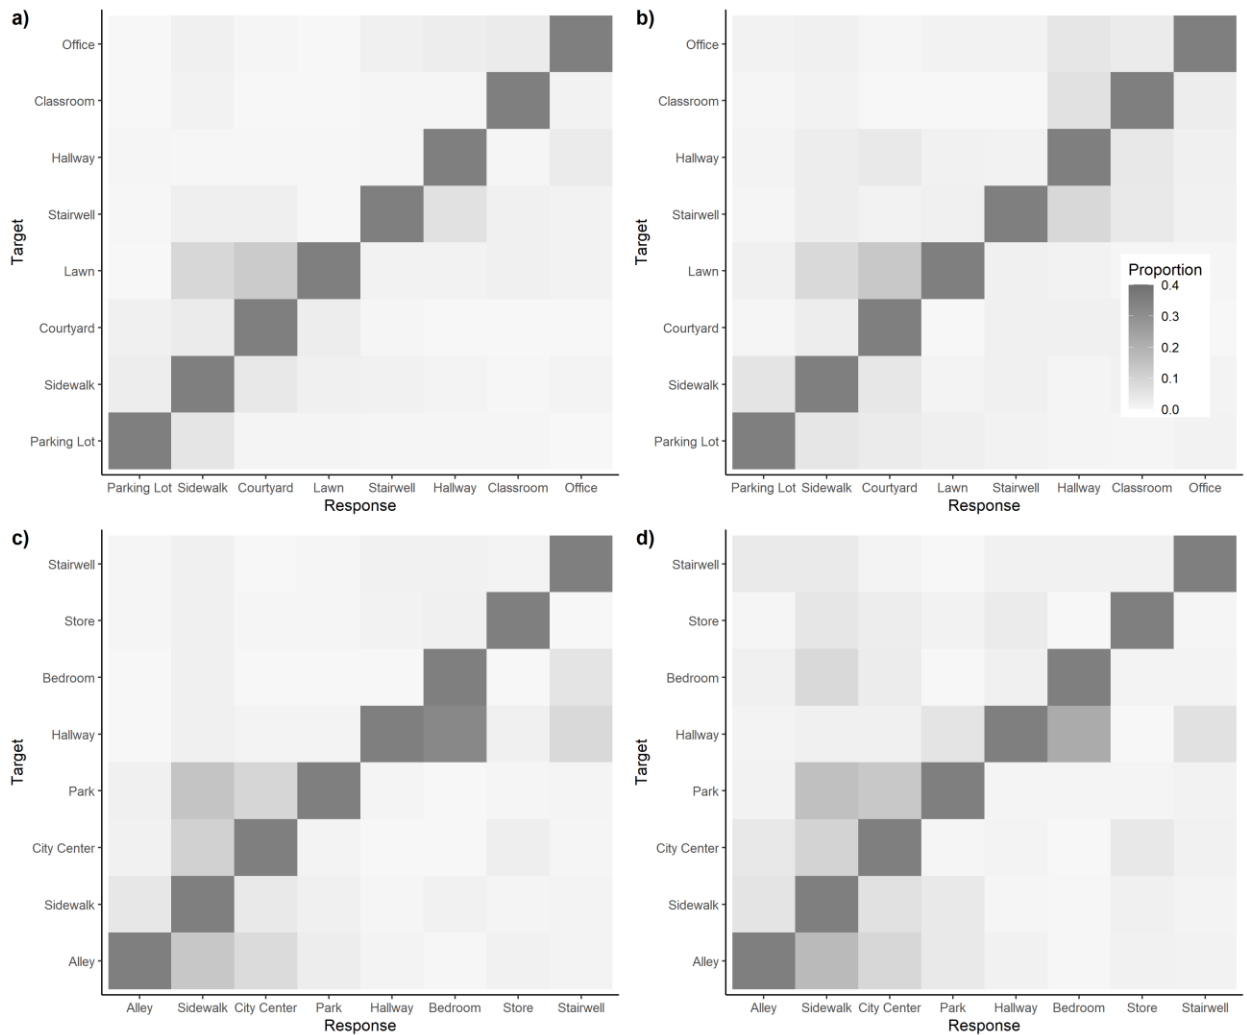 a)
Office
Classroom
Hallway
Stairwell
Lawn
Courtyard
Sidewalk
Parking Lot
Target
Parking Lot Sidewalk Courtyard Lawn Stairwell Hallway Classroom Office
Response
b)
Office
Classroom
Hallway
Stairwell
Lawn
Courtyard
Sidewalk
Parking Lot
Target
Proportion
0.4
0.3
0.2
0.1
0.0
Parking Lot Sidewalk Courtyard Lawn Stairwell Hallway Classroom Office
Response
c)
Stairwell
Store
Bedroom
Hallway
Park
City Center
Sidewalk
Alley
Target
Alley Sidewalk City Center Park Hallway Bedroom Store Stairwell
Response
d)
Stairwell
Store
Bedroom
Hallway
Park
City Center
Sidewalk
Alley
Target
Alley Sidewalk City Center Park Hallway Bedroom Store Stairwell
Response